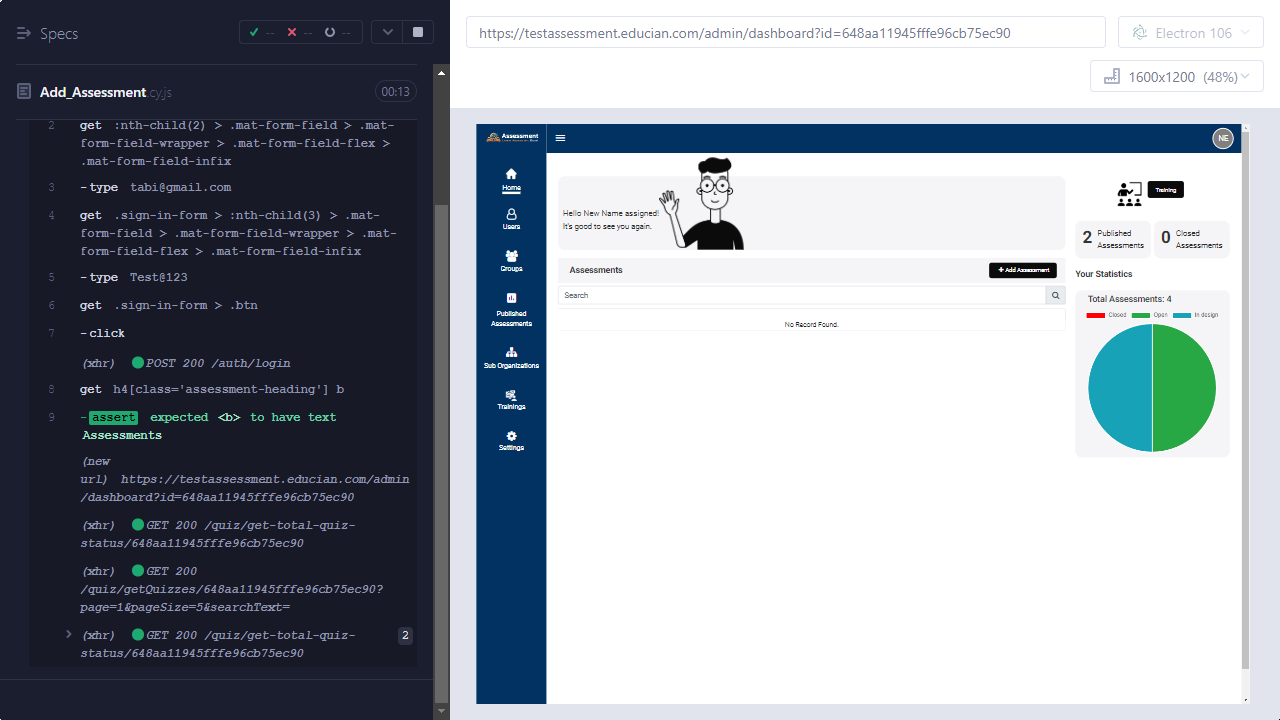 Specs
-- -- --
Add_Assessment.cy.js 00:13
2 get :nth-child(2) > .mat-form-field > .mat-
form-field-wrapper > .mat-form-field-flex >
.mat-form-field-infix
3 -type tabi@gmail.com
4 get .sign-in-form > :nth-child(3) > .mat-
form-field > .mat-form-field-wrapper > .mat-
form-field-flex > .mat-form-field-infix
5 -type Test@123
6 get .sign-in-form > .btn
7 -click
(xhr) POST 200 /auth/login
8 get h4[class='assessment-heading'] b
9 -assert expected <b> to have text
Assessments
(new
url) https://testassessment.educian.com/admin
/dashboard?id=648aa11945fffe96cb75ec90
(xhr) GET 200 /quiz/get-total-quiz-
status/648aa11945fffe96cb75ec90
(xhr) GET 200
/quiz/getQuizzes/648aa11945fffe96cb75ec90?
page=1&pageSize=5&searchText=
(xhr) GET 200 /quiz/get-total-quiz- 2
status/648aa11945fffe96cb75ec90
https://testassessment.educian.com/admin/dashboard?id=648aa11945fffe96cb75ec90
Electron 106
1600x1200 (48%)
Assessment
NE
Home
Users
Groups
Published
Assessments
Sub Organizations
Trainings
Settings
Hello New Name assigned!
It's good to see you again.
Assessments
+ Add Assessment
Search
No Record Found.
Training
2 Published
Assessments
0 Closed
Assessments
Your Statistics
Total Assessments: 4
Closed Open In design